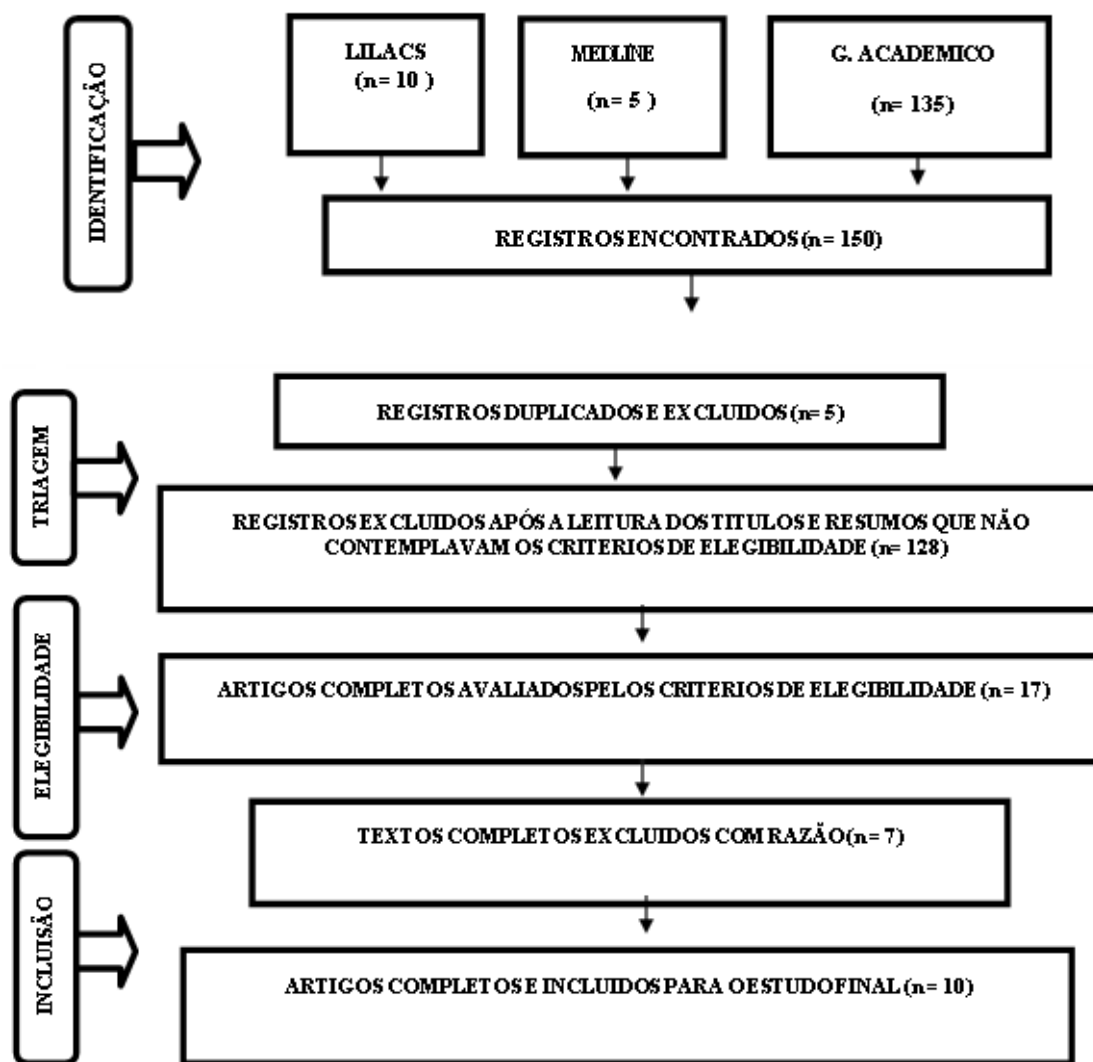 IDENTIFICAÇÃO
LILACS
(n= 10 )
MEDLINE
(n= 5 )
G. ACADEMICO
(n= 135)
REGISTROS ENCONTRADOS (n= 150)
TRIAGEM
REGISTROS DUPLICADOS E EXCLUIDOS (n= 5)
REGISTROS EXCLUIDOS APÓS A LEITURA DOS TITULOS E RESUMOS QUE NÃO
CONTEMPLAVAM OS CRITERIOS DE ELEGIBILIDADE (n= 128)
ELEGIBILIDADE
ARTIGOS COMPLETOS AVALIADOS PELOS CRITERIOS DE ELEGIBILIDADE (n= 17)
TEXTOS COMPLETOS EXCLUIDOS COM RAZÃO (n= 7)
INCLUISÃO
ARTIGOS COMPLETOS E INCLUIDOS PARA O ESTUDO FINAL (n= 10)